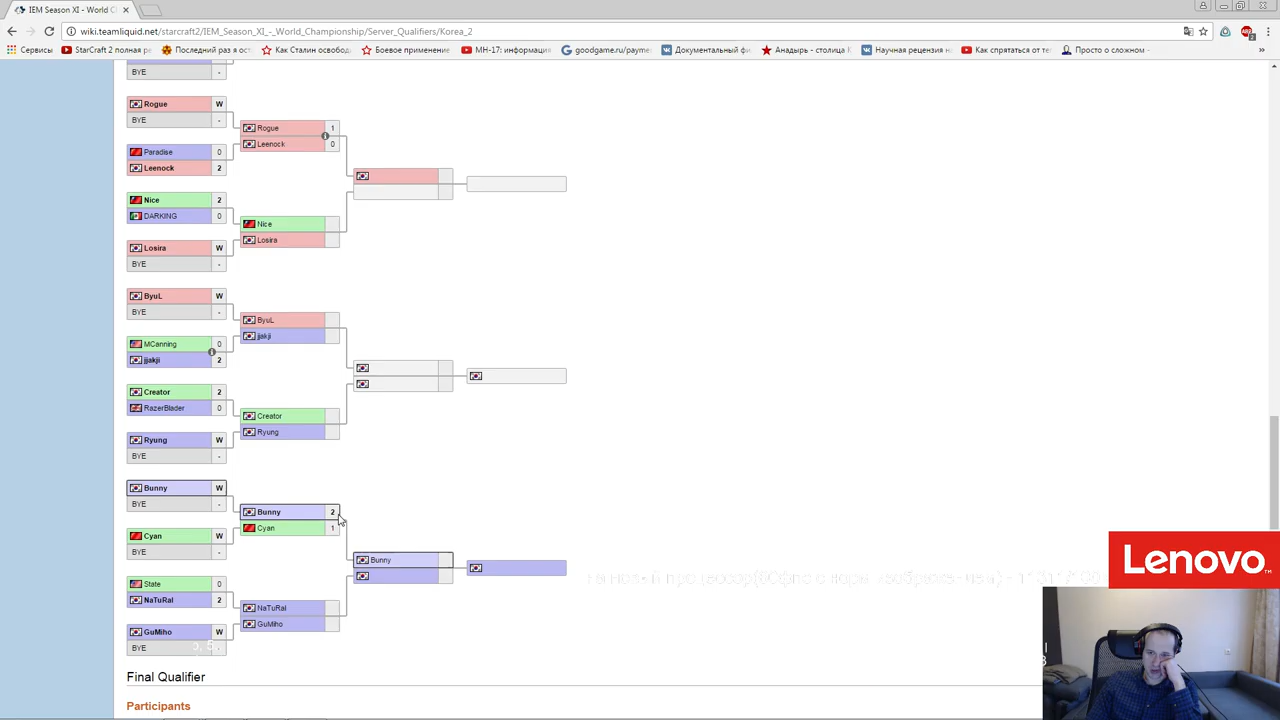 IEM Season XI - World C
wiki.teamliquid.net/starcraft2/IEM_Season_XI_-_World_Championship/Server_Qualifiers/Korea_2
Сервисы StarCraft 2 полная ре Последний раз я остo Как Сталин освобод Боевое применение МН-17: информация goodgame.ru/payme Документальный фи Анадырь - столица К Научная рецензия на Как спрятаться от те Просто о сложном -
BYE -
Rogue W
BYE -
Rogue 1
Leenock 0
Paradise 0
Leenock 2
Nice 2
DARKING 0
Nice
Losira
Losira W
BYE -
ByuL W
BYE -
ByuL
jjakji
MCanning 0
jjakji 2
Creator 2
RazerBlader 0
Creator
Ryung
Ryung W
BYE -
Bunny W
BYE -
Bunny 2
Cyan 1
Cyan W
BYE -
Bunny
State 0
NaTuRal 2
NaTuRal
GuMiho
GuMiho W
BYE -
Lenovo
Final Qualifier
Participants